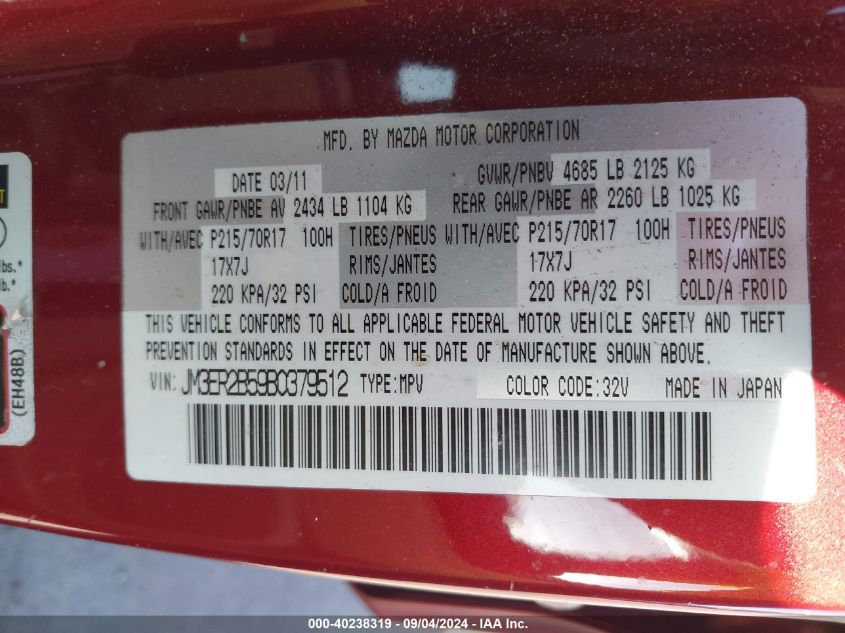 MFD. BY MAZDA MOTOR CORPORATION
DATE 03/11 GVWR/PNBV 4685 LB 2125 KG
FRONT GAWR/PNBE AV 2434 LB 1104 KG REAR GAWR/PNBE AR 2260 LB 1025 KG
WITH/AVEC P215/70R17 100H TIRES/PNEUS WITH/AVEC P215/70R17 100H TIRES/PNEUS
17X7J RIMS/JANTES 17X7J RIMS/JANTES
220 KPA/32 PSI COLD/A FROID 220 KPA/32 PSI COLD/A FROID
THIS VEHICLE CONFORMS TO ALL APPLICABLE FEDERAL MOTOR VEHICLE SAFETY AND THEFT
PREVENTION STANDARDS IN EFFECT ON THE DATE OF MANUFACTURE SHOWN ABOVE.
VIN: JM3ER2B59B0379512 TYPE:MPV COLOR CODE:32V MADE IN JAPAN
lbs.*
lb.*
(EH48B)
000-40238319 - 09/04/2024 - IAA Inc.